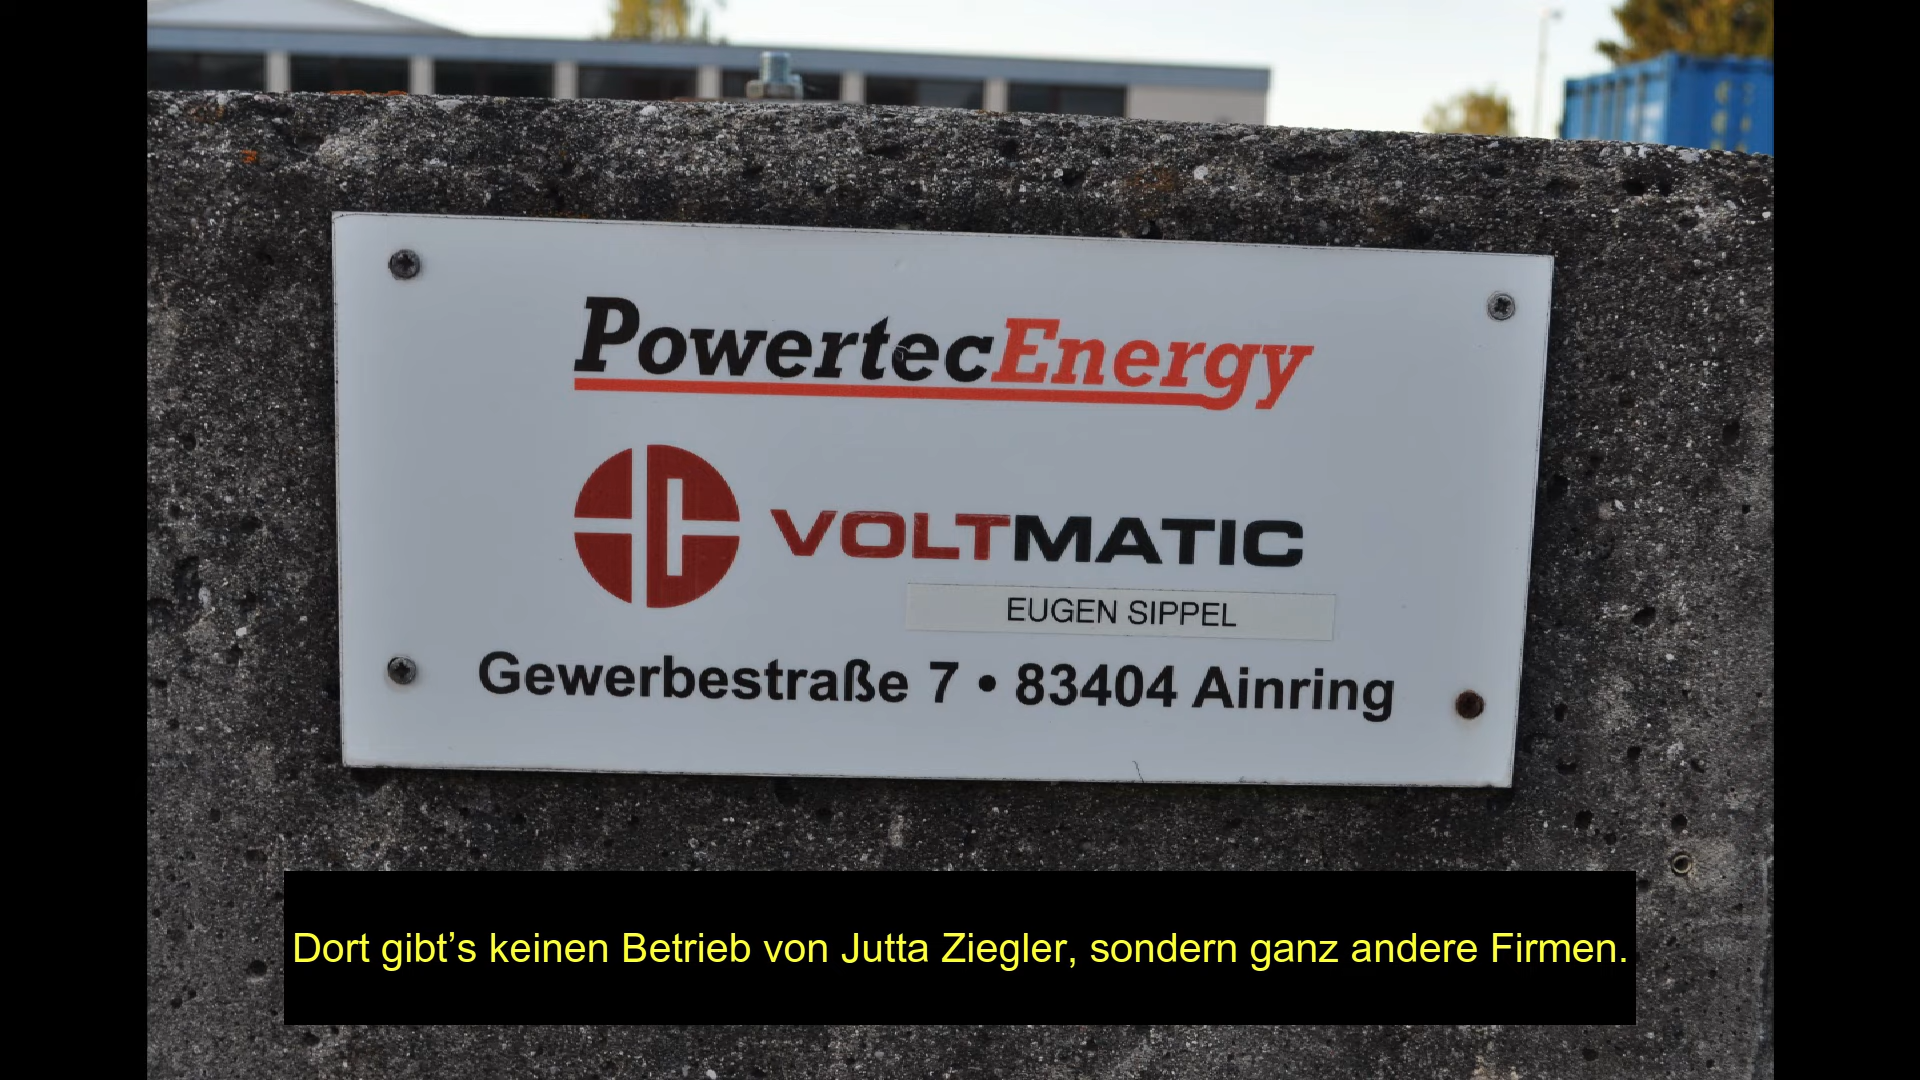 PowertecEnergy
VOLTMATIC
EUGEN SIPPEL
Gewerbestraße 7 • 83404 Ainring
Dort gibt’s keinen Betrieb von Jutta Ziegler, sondern ganz andere Firmen.